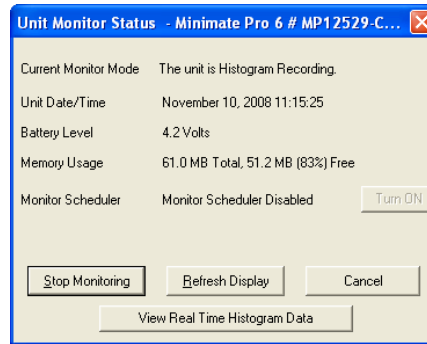 Unit Monitor Status - Minimate Pro 6 # MP12529-C...
Current Monitor Mode The unit is Histogram Recording.
Unit Date/Time November 10, 2008 11:15:25
Battery Level 4.2 Volts
Memory Usage 61.0 MB Total, 51.2 MB (83%) Free
Monitor Scheduler Monitor Scheduler Disabled Turn ON
Stop Monitoring Refresh Display Cancel
View Real Time Histogram Data